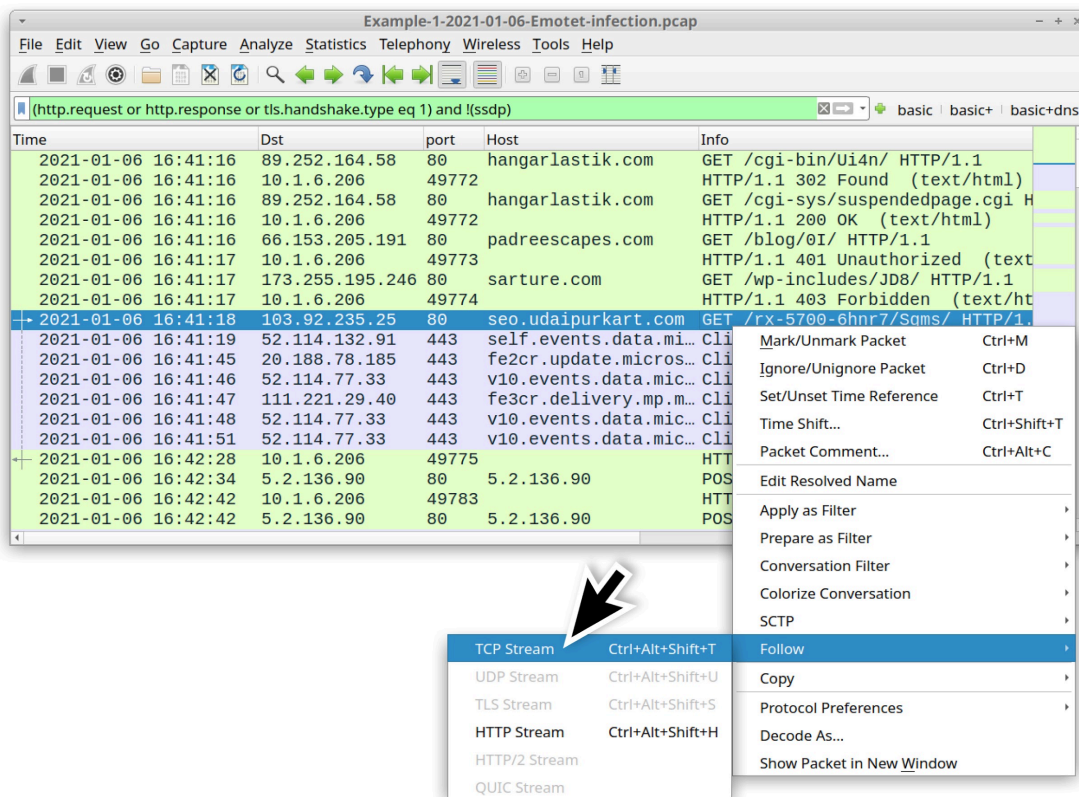 Example-1-2021-01-06-Emotet-infection.pcap
File Edit View Go Capture Analyze Statistics Telephony Wireless Tools Help
(http.request or http.response or tls.handshake.type eq 1) and !(ssdp) basic basic+ basic+dns
Time Dst port Host Info
2021-01-06 16:41:16 89.252.164.58 80 hangarlastik.com GET /cgi-bin/Ui4n/ HTTP/1.1
2021-01-06 16:41:16 10.1.6.206 49772 HTTP/1.1 302 Found (text/html)
2021-01-06 16:41:16 89.252.164.58 80 hangarlastik.com GET /cgi-sys/suspendedpage.cgi H
2021-01-06 16:41:16 10.1.6.206 49772 HTTP/1.1 200 OK (text/html)
2021-01-06 16:41:16 66.153.205.191 80 padreescapes.com GET /blog/0I/ HTTP/1.1
2021-01-06 16:41:17 10.1.6.206 49773 HTTP/1.1 401 Unauthorized (text
2021-01-06 16:41:17 173.255.195.246 80 sarture.com GET /wp-includes/JD8/ HTTP/1.1
2021-01-06 16:41:17 10.1.6.206 49774 HTTP/1.1 403 Forbidden (text/ht
2021-01-06 16:41:18 103.92.235.25 80 seo.udaipurkart.com GET /rx-5700-6hnr7/Sgms/ HTTP/1.
2021-01-06 16:41:19 52.114.132.91 443 self.events.data.mi… Cli
2021-01-06 16:41:45 20.188.78.185 443 fe2cr.update.micros… Cli
2021-01-06 16:41:46 52.114.77.33 443 v10.events.data.mic… Cli
2021-01-06 16:41:47 111.221.29.40 443 fe3cr.delivery.mp.m… Cli
2021-01-06 16:41:48 52.114.77.33 443 v10.events.data.mic… Cli
2021-01-06 16:41:51 52.114.77.33 443 v10.events.data.mic… Cli
2021-01-06 16:42:28 10.1.6.206 49775 HTT
2021-01-06 16:42:34 5.2.136.90 80 5.2.136.90 POS
2021-01-06 16:42:42 10.1.6.206 49783 HTT
2021-01-06 16:42:42 5.2.136.90 80 5.2.136.90 POS
Mark/Unmark Packet Ctrl+M
Ignore/Unignore Packet Ctrl+D
Set/Unset Time Reference Ctrl+T
Time Shift... Ctrl+Shift+T
Packet Comment... Ctrl+Alt+C
Edit Resolved Name
Apply as Filter
Prepare as Filter
Conversation Filter
Colorize Conversation
SCTP
Follow
Copy
Protocol Preferences
Decode As...
Show Packet in New Window
TCP Stream Ctrl+Alt+Shift+T
UDP Stream Ctrl+Alt+Shift+U
TLS Stream Ctrl+Alt+Shift+S
HTTP Stream Ctrl+Alt+Shift+H
HTTP/2 Stream
QUIC Stream